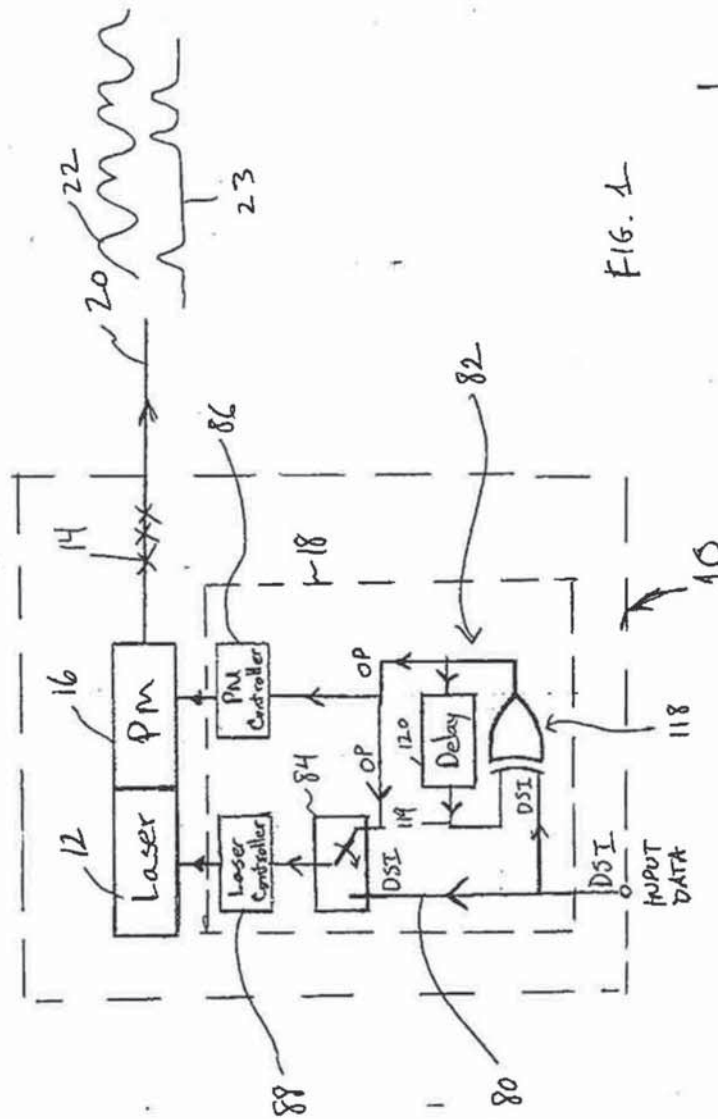 20
22
23
14
12
Laser
16
PM
88
Laser
Controller
PM
Controller
86
18
84
DSI
OP
OP
119
120
Delay
82
DSI
118
80
DSI
INPUT
DATA
10
FIG. 1
1